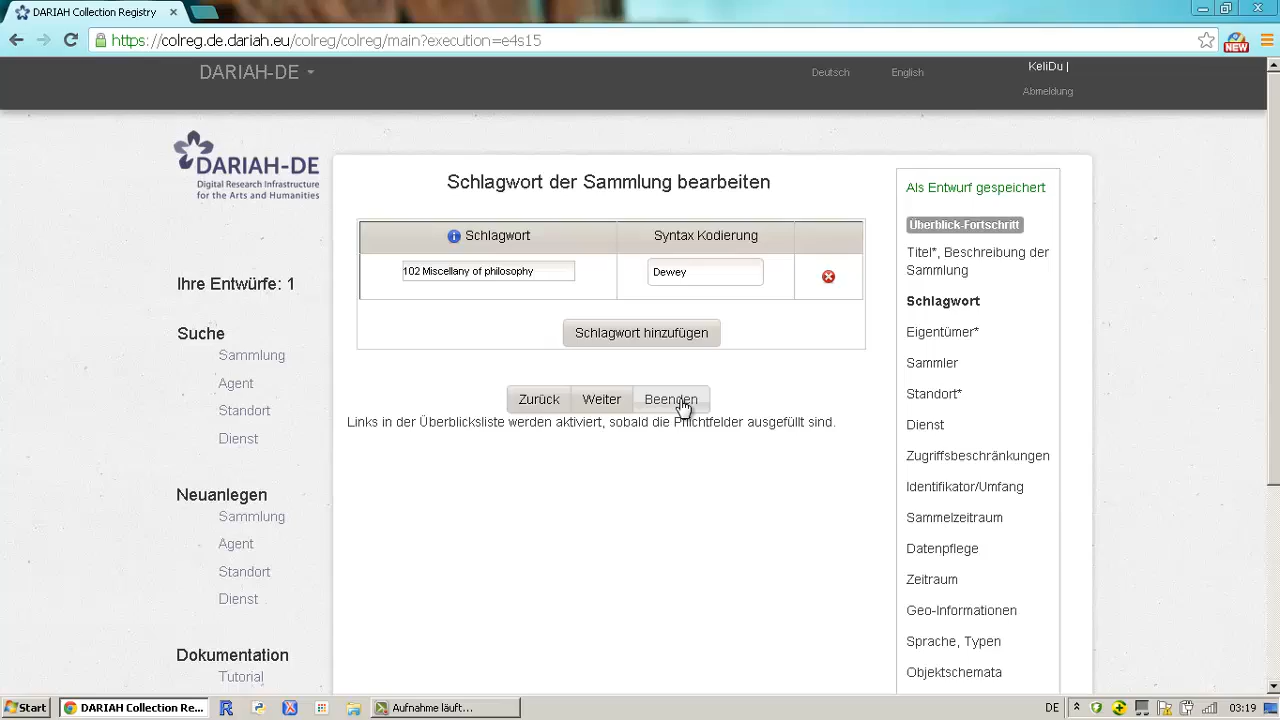 DARIAH Collection Registry
https://colreg.de.dariah.eu/colreg/colreg/main?execution=e4s15
NEW
DARIAH-DE
Deutsch
English
KeliDu |
Abmeldung
DARIAH-DE
Digital Research Infrastructure
for the Arts and Humanities
Ihre Entwürfe: 1
Suche
Sammlung
Agent
Standort
Dienst
Neuanlegen
Sammlung
Agent
Standort
Dienst
Dokumentation
Tutorial
Schlagwort der Sammlung bearbeiten
Schlagwort
Syntax Kodierung
102 Miscellany of philosophy
Dewey
Schlagwort hinzufügen
Zurück
Weiter
Beenden
Links in der Überblicksliste werden aktiviert, sobald die Pflichtfelder ausgefüllt sind.
Als Entwurf gespeichert
Überblick-Fortschritt
Titel*, Beschreibung der
Sammlung
Schlagwort
Eigentümer*
Sammler
Standort*
Dienst
Zugriffsbeschränkungen
Identifikator/Umfang
Sammelzeitraum
Datenpflege
Zeitraum
Geo-Informationen
Sprache, Typen
Objektschemata
Start
DARIAH Collection Re...
Aufnahme läuft...
DE
03:19